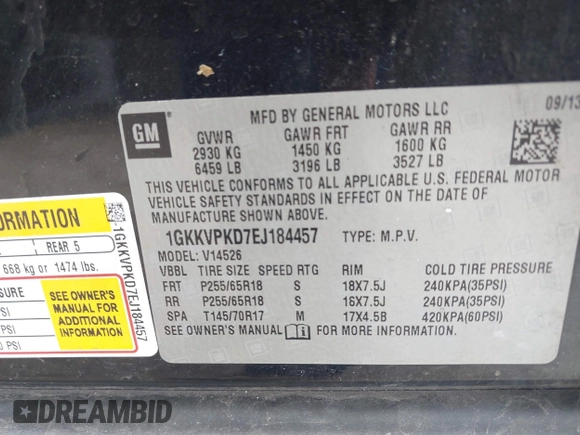 MFD BY GENERAL MOTORS LLC
09/13
GM
GVWR GAWR FRT GAWR RR
2930 KG 1450 KG 1600 KG
6459 LB 3196 LB 3527 LB
THIS VEHICLE CONFORMS TO ALL APPLICABLE U.S. FEDERAL MOTOR
VEHICLE SAFETY STANDARDS IN EFFECT ON THE DATE OF
MANUFACTURE SHOWN ABOVE.
1GKKVPKD7EJ184457 TYPE: M.P.V.
MODEL: V14526
VBBL TIRE SIZE SPEED RTG RIM COLD TIRE PRESSURE
FRT P255/65R18 S 18X7.5J 240KPA(35PSI)
RR P255/65R18 S 18X7.5J 240KPA(35PSI)
SPA T145/70R17 M 17X4.5B 420KPA(60PSI)
SEE OWNER'S MANUAL FOR MORE INFORMATION.
ORMATION
REAR 5
668 kg or 1474 lbs.
SURE
SEE OWNER'S
MANUAL FOR
ADDITIONAL
INFORMATION
PSI
PSI
0 PSI
1GKKVPKD7EJ184457
DREAMBID